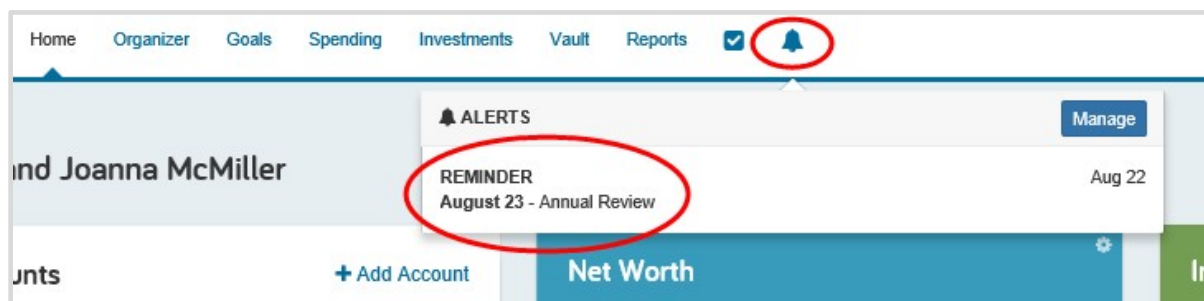 Home Organizer Goals Spending Investments Vault Reports
ALERTS Manage
REMINDER Aug 22
August 23 - Annual Review
and Joanna McMiller
+ Add Account
Net Worth